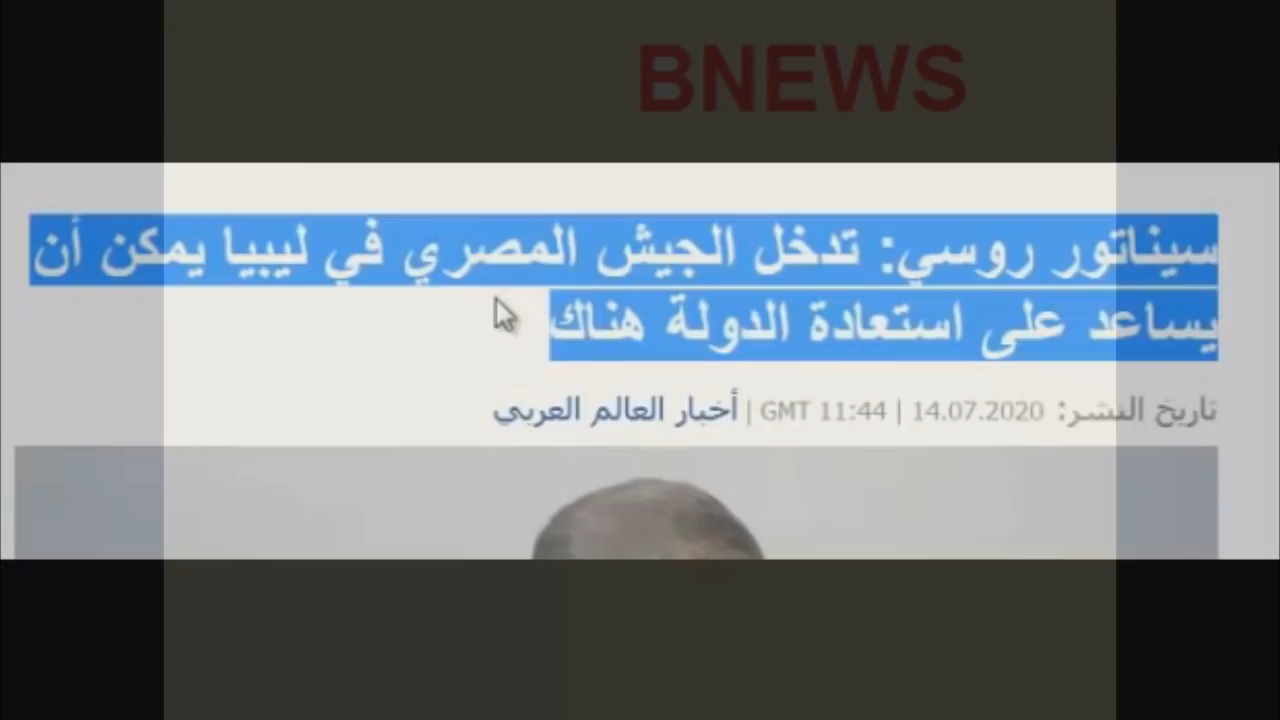 BNEWS
سيناتور روسي: تدخل الجيش المصري في ليبيا يمكن أن
يساعد على استعادة الدولة هناك
تاريخ النشر: 14.07.2020 | 11:44 GMT | أخبار العالم العربي